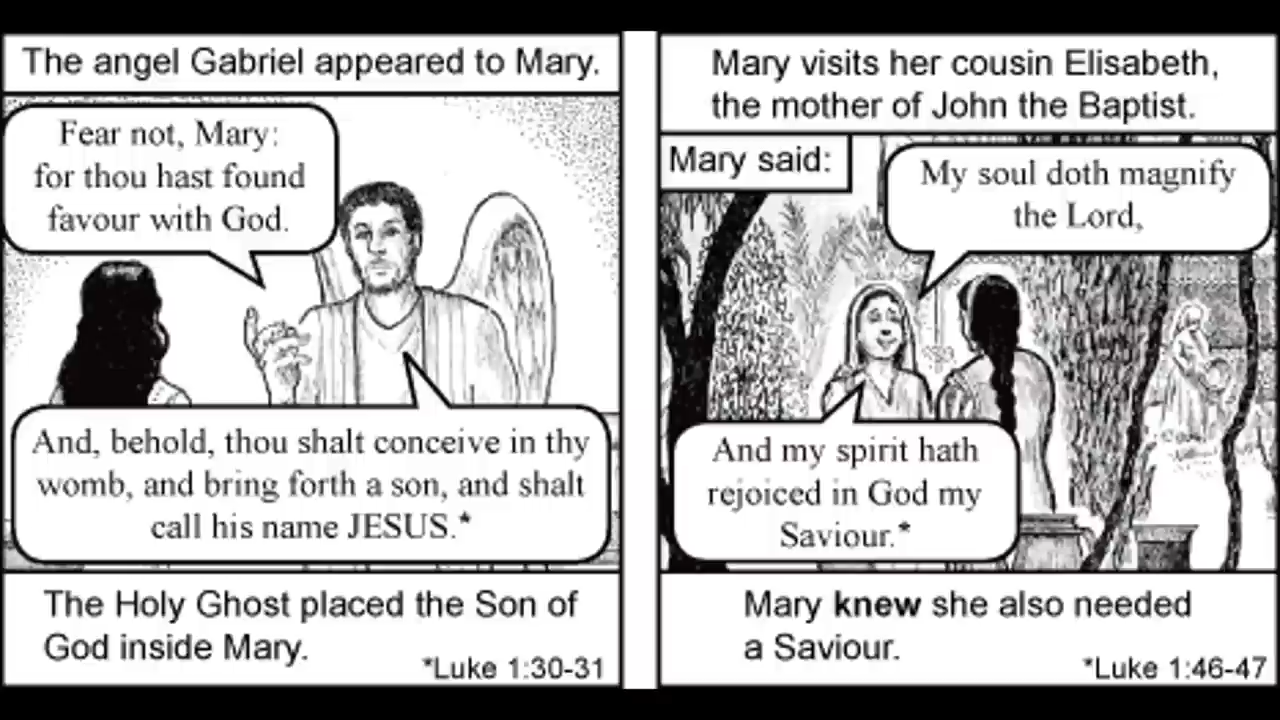 The angel Gabriel appeared to Mary.
Fear not, Mary:
for thou hast found
favour with God.
And, behold, thou shalt conceive in thy
womb, and bring forth a son, and shalt
call his name JESUS.*
The Holy Ghost placed the Son of
God inside Mary.
*Luke 1:30-31
Mary visits her cousin Elisabeth,
the mother of John the Baptist.
Mary said:
My soul doth magnify
the Lord,
And my spirit hath
rejoiced in God my
Saviour.*
Mary knew she also needed
a Saviour.
*Luke 1:46-47